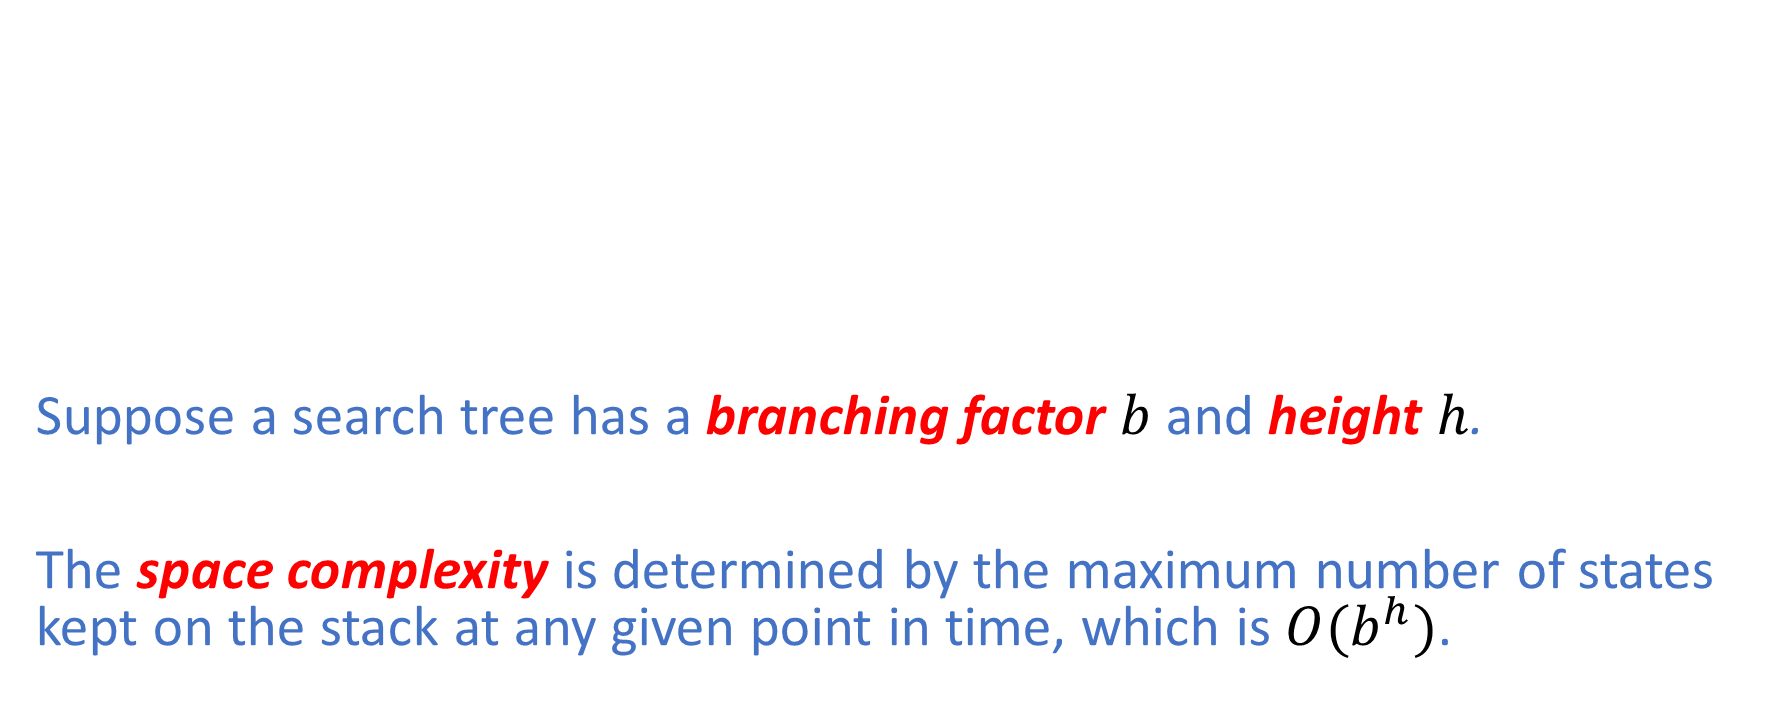 Suppose a search tree has a branching factor b and height h.
The space complexity is determined by the maximum number of states
kept on the stack at any given point in time, which is O(b^h).